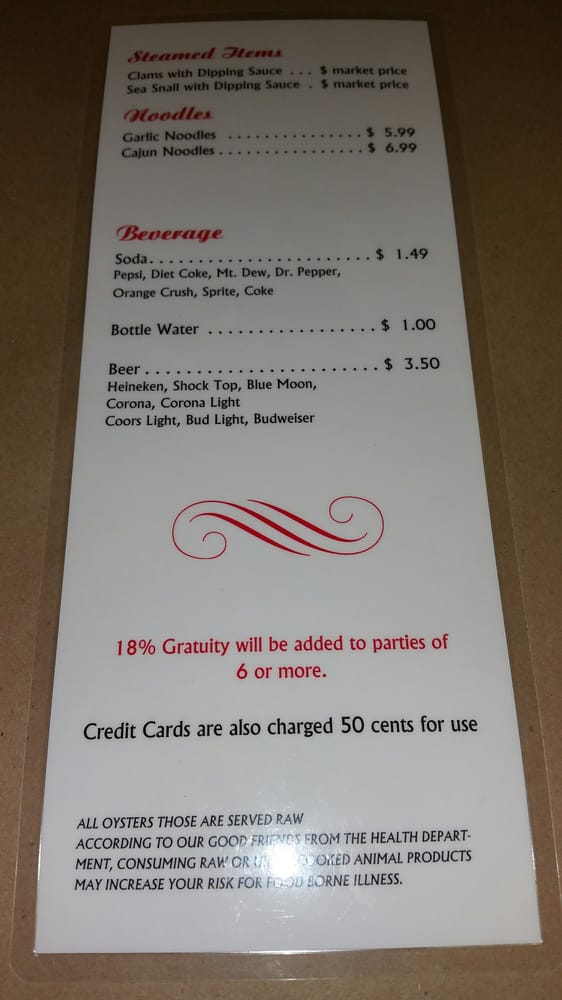 Steamed Items
Clams with Dipping Sauce . . . $ market price
Sea Snail with Dipping Sauce . $ market price
Noodles
Garlic Noodles . . . . . . . . . . . . . . . $ 5.99
Cajun Noodles . . . . . . . . . . . . . . . . $ 6.99
Beverage
Soda. . . . . . . . . . . . . . . . . . . . . . . $ 1.49
Pepsi, Diet Coke, Mt. Dew, Dr. Pepper,
Orange Crush, Sprite, Coke
Bottle Water . . . . . . . . . . . . . . . . . $ 1.00
Beer . . . . . . . . . . . . . . . . . . . . . . . $ 3.50
Heineken, Shock Top, Blue Moon,
Corona, Corona Light
Coors Light, Bud Light, Budweiser
18% Gratuity will be added to parties of
6 or more.
Credit Cards are also charged 50 cents for use
ALL OYSTERS THOSE ARE SERVED RAW
ACCORDING TO OUR GOOD FRIENDS FROM THE HEALTH DEPART-
MENT, CONSUMING RAW OR COOKED ANIMAL PRODUCTS
MAY INCREASE YOUR RISK FOR FOOD BORNE ILLNESS.